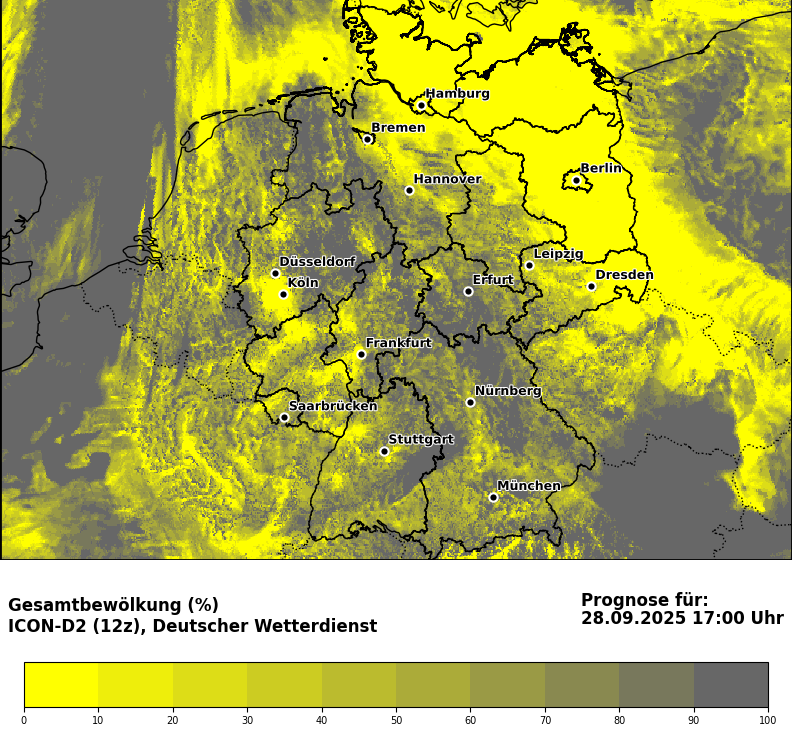 Hamburg
Bremen
Berlin
Hannover
Leipzig
Düsseldorf
Dresden
Köln
Erfurt
Frankfurt
Nürnberg
Saarbrücken
Stuttgart
München
Gesamtbewölkung (%)
ICON-D2 (12z), Deutscher Wetterdienst
Prognose für:
28.09.2025 17:00 Uhr
0 10 20 30 40 50 60 70 80 90 100